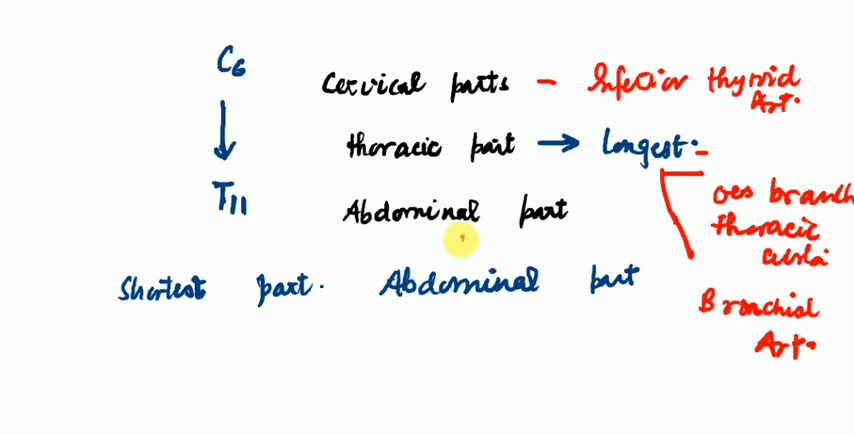 C6
Cervical parts - Inferior thyroid
Art.
thoracic part → Longest. -
T11
oes branch
thoracic
Abdominal part
Shortest part. Abdominal part
Bronchial
Art.